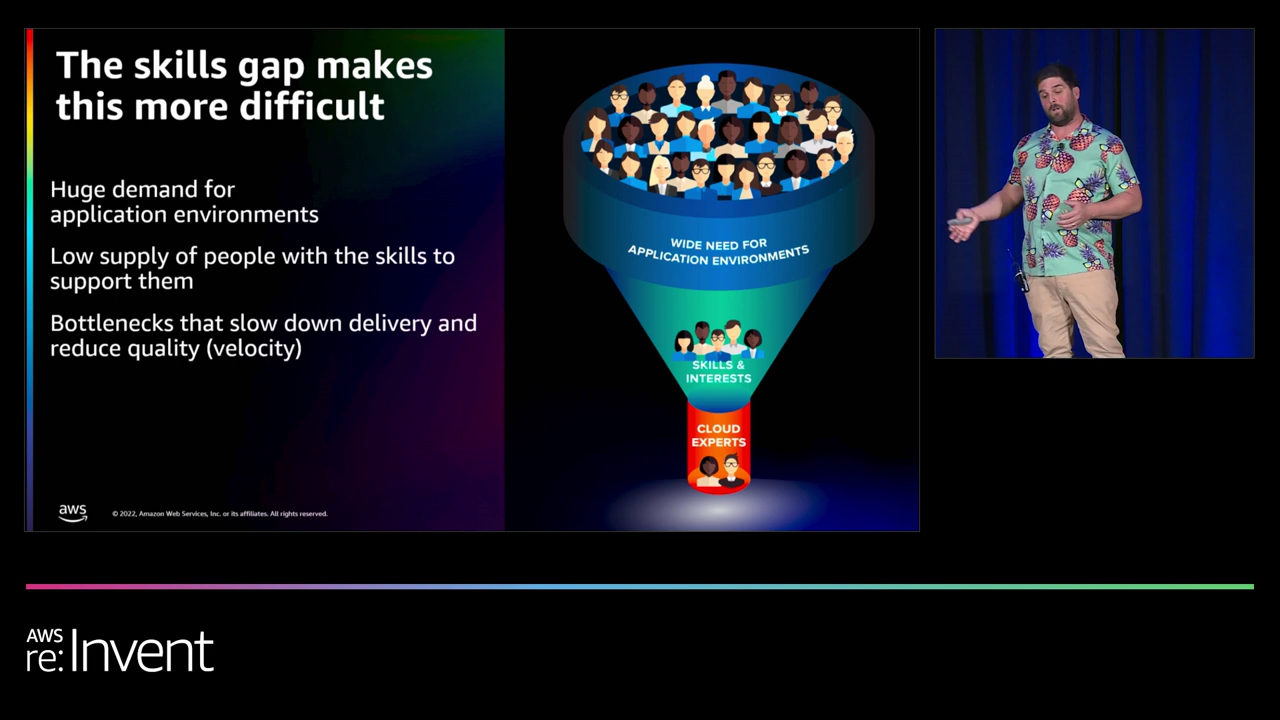 The skills gap makes
this more difficult
Huge demand for
application environments
Low supply of people with the skills to
support them
Bottlenecks that slow down delivery and
reduce quality (velocity)
WIDE NEED FOR
APPLICATION ENVIRONMENTS
SKILLS &
INTERESTS
CLOUD
EXPERTS
aws
© 2022, Amazon Web Services, Inc. or its affiliates. All rights reserved.
AWS
re:Invent